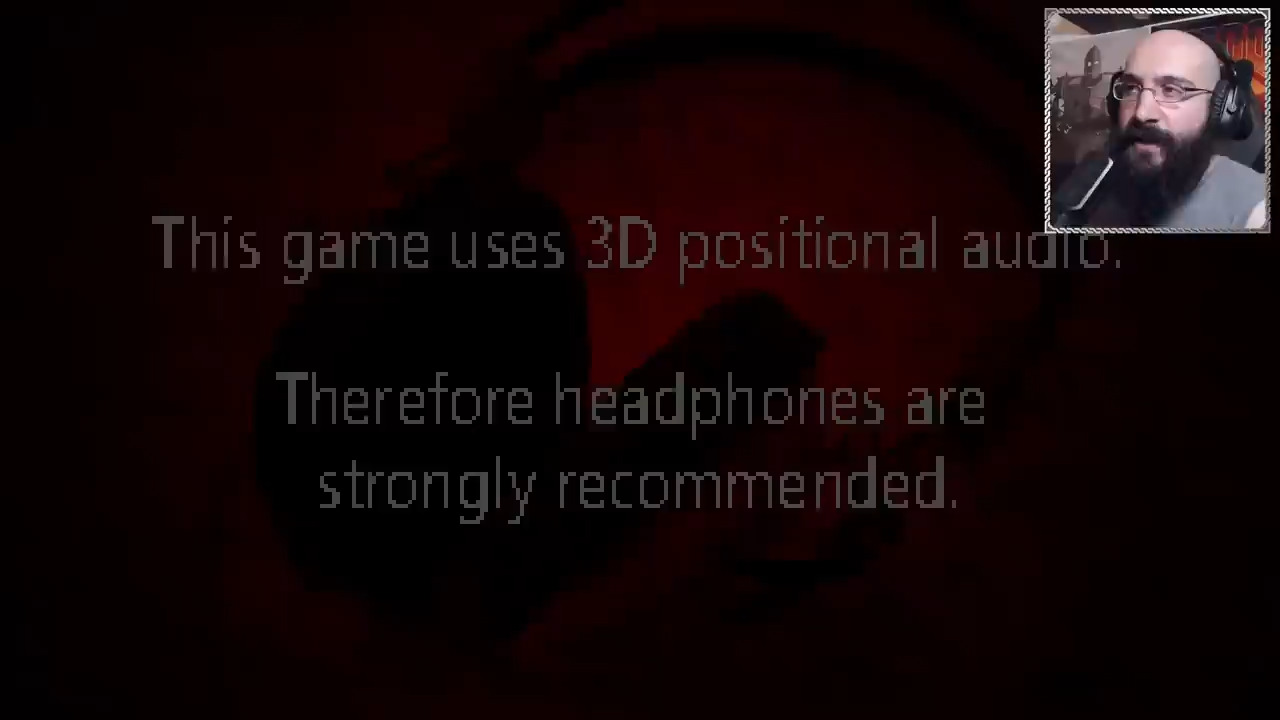 This game uses 3D positional audio.
Therefore headphones are
strongly recommended.